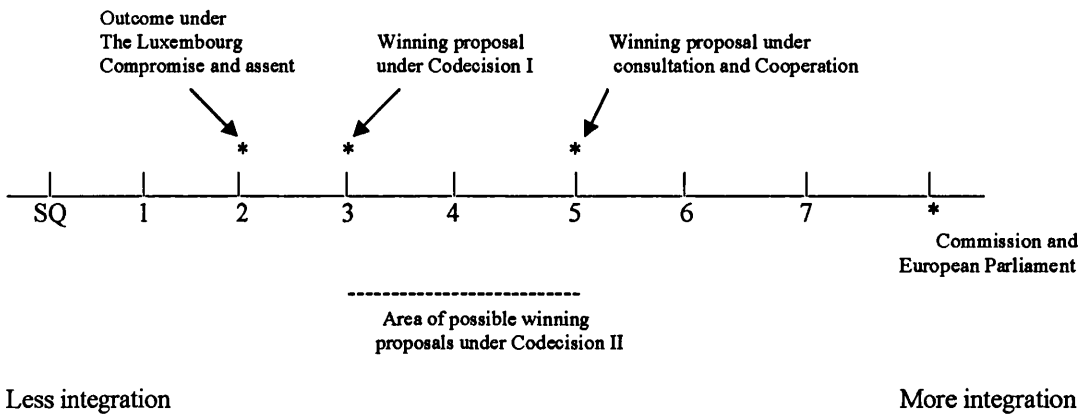 Outcome under
The Luxembourg
Compromise and assent
Winning proposal
under Codecision I
Winning proposal under
consultation and Cooperation
*
*
*
SQ 1 2 3 4 5 6 7 *
Commission and
European Parliament
Area of possible winning
proposals under Codecision II
Less integration
More integration